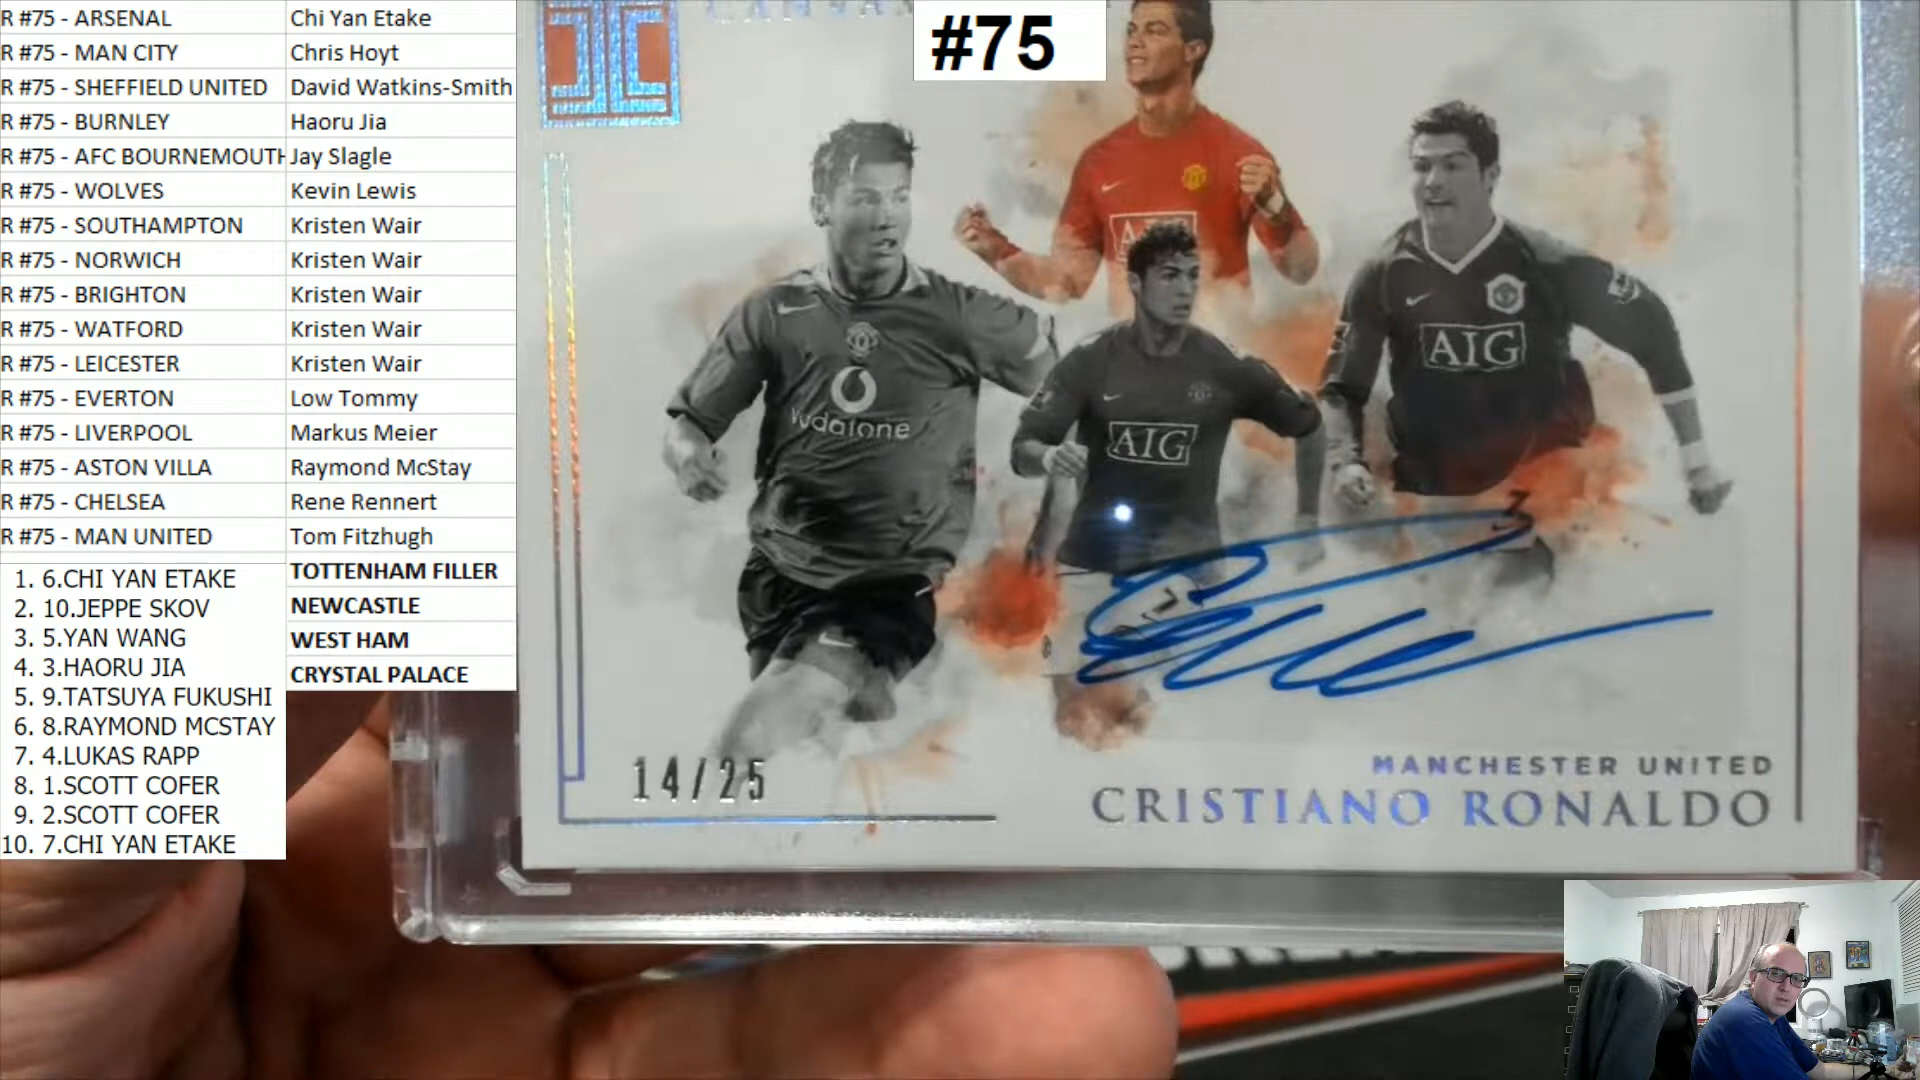 R #75 - ARSENAL Chi Yan Etake
R #75 - MAN CITY Chris Hoyt
R #75 - SHEFFIELD UNITED David Watkins-Smith
R #75 - BURNLEY Haoru Jia
R #75 - AFC BOURNEMOUTH Jay Slagle
R #75 - WOLVES Kevin Lewis
R #75 - SOUTHAMPTON Kristen Wair
R #75 - NORWICH Kristen Wair
R #75 - BRIGHTON Kristen Wair
R #75 - WATFORD Kristen Wair
R #75 - LEICESTER Kristen Wair
R #75 - EVERTON Low Tommy
R #75 - LIVERPOOL Markus Meier
R #75 - ASTON VILLA Raymond McStay
R #75 - CHELSEA Rene Rennert
R #75 - MAN UNITED Tom Fitzhugh
TOTTENHAM FILLER
NEWCASTLE
WEST HAM
CRYSTAL PALACE
1. 6.CHI YAN ETAKE
2. 10.JEPPE SKOV
3. 5.YAN WANG
4. 3.HAORU JIA
5. 9.TATSUYA FUKUSHI
6. 8.RAYMOND MCSTAY
7. 4.LUKAS RAPP
8. 1.SCOTT COFER
9. 2.SCOTT COFER
10. 7.CHI YAN ETAKE
#75
vodafone
AIG
AIG
14/25
MANCHESTER UNITED
CRISTIANO RONALDO